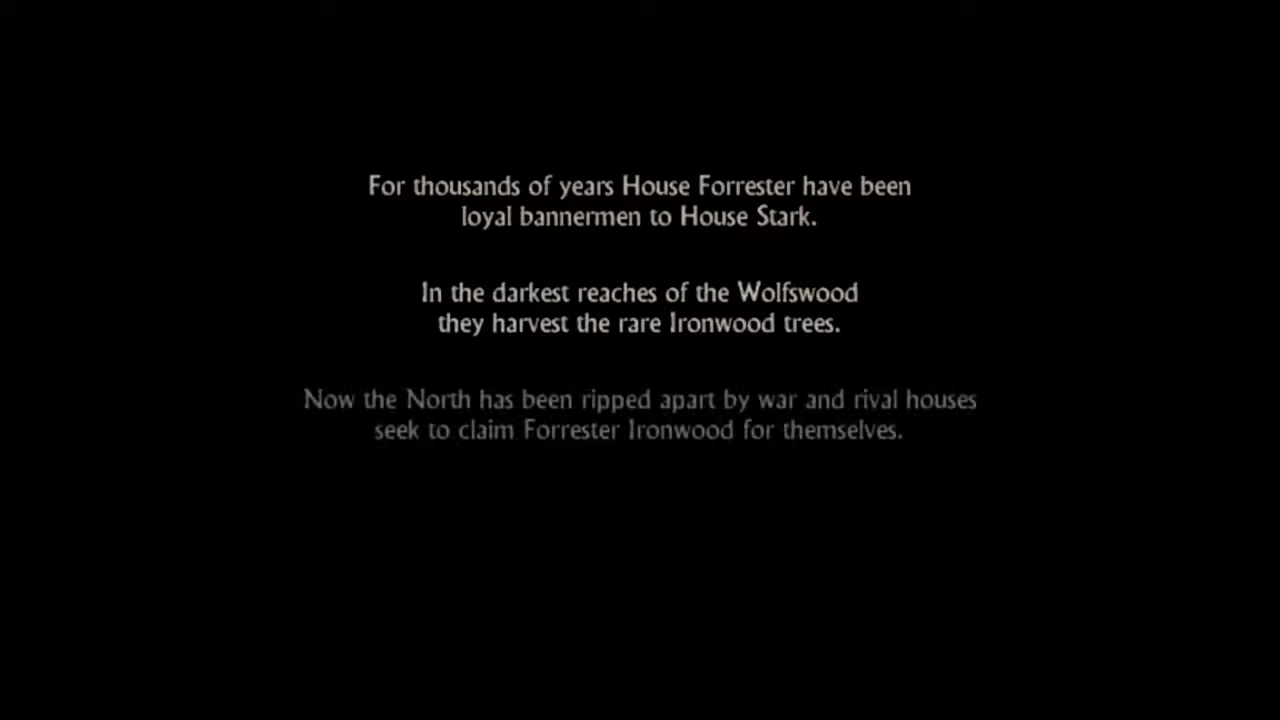 For thousands of years House Forrester have been
loyal bannermen to House Stark.
In the darkest reaches of the Wolfswood
they harvest the rare Ironwood trees.
Now the North has been ripped apart by war and rival houses
seek to claim Forrester Ironwood for themselves.